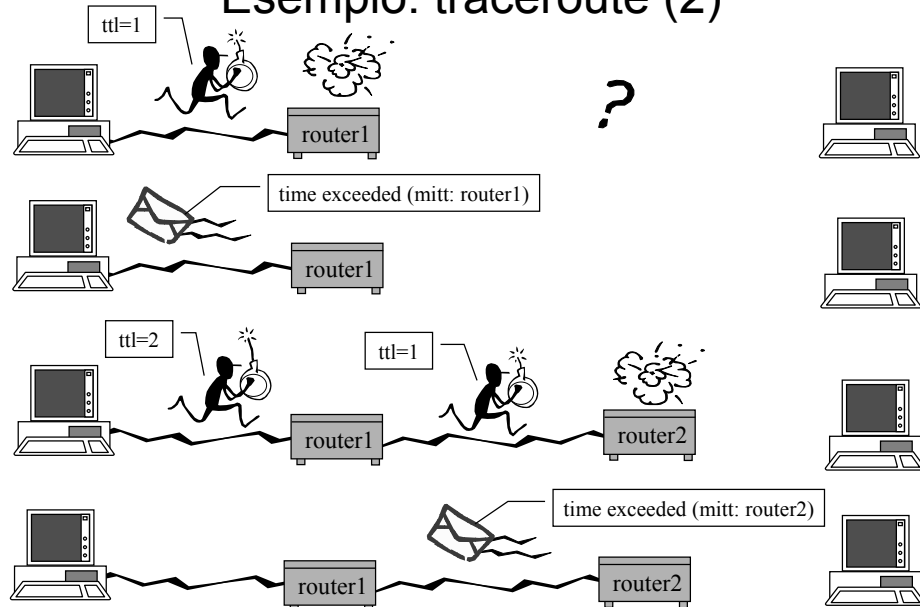 Esempio: traceroute (2)
ttl=1
?
router1
time exceeded (mitt: router1)
router1
ttl=2
ttl=1
router1
router2
time exceeded (mitt: router2)
router1
router2